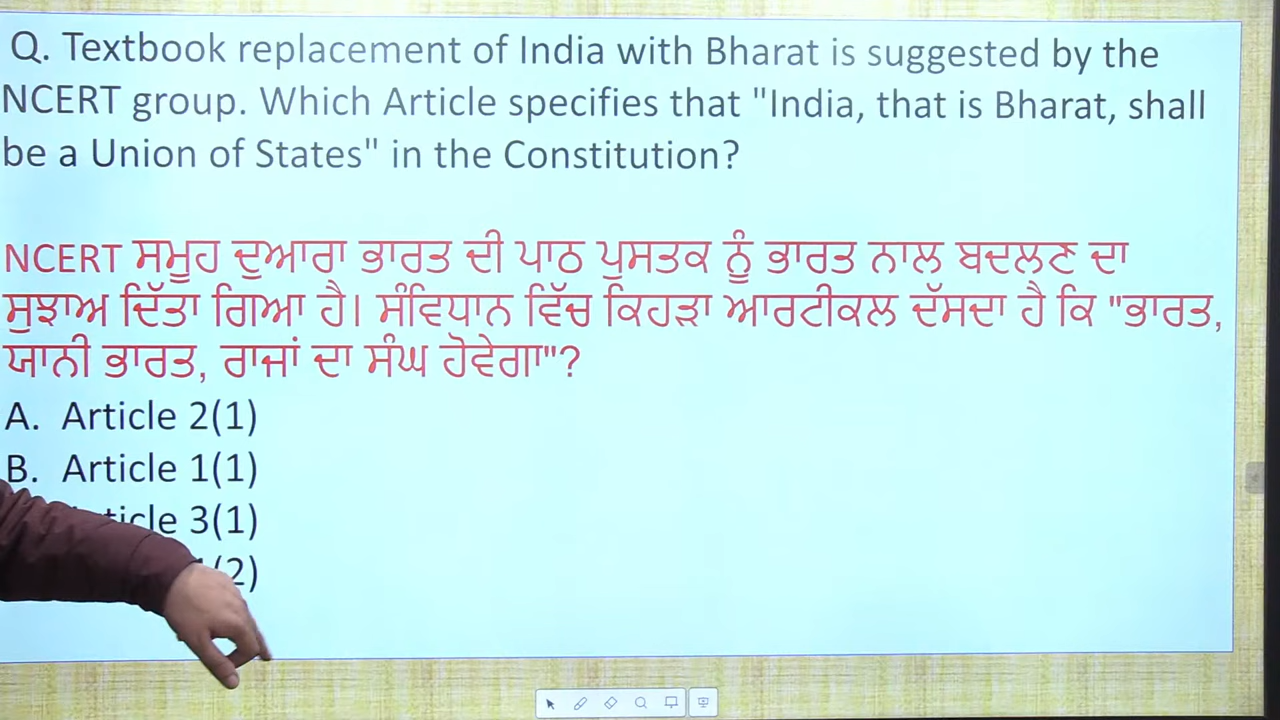 Q. Textbook replacement of India with Bharat is suggested by the
NCERT group. Which Article specifies that "India, that is Bharat, shall
be a Union of States" in the Constitution?
NCERT ਸਮੂਹ ਦੁਆਰਾ ਭਾਰਤ ਦੀ ਪਾਠ ਪੁਸਤਕ ਨੂੰ ਭਾਰਤ ਨਾਲ ਬਦਲਣ ਦਾ
ਸੁਝਾਅ ਦਿੱਤਾ ਗਿਆ ਹੈ। ਸੰਵਿਧਾਨ ਵਿੱਚ ਕਿਹੜਾ ਆਰਟੀਕਲ ਦੱਸਦਾ ਹੈ ਕਿ "ਭਾਰਤ,
ਯਾਨੀ ਭਾਰਤ, ਰਾਜਾਂ ਦਾ ਸੰਘ ਹੋਵੇਗਾ"?
A. Article 2(1)
B. Article 1(1)
3(1)
(2)